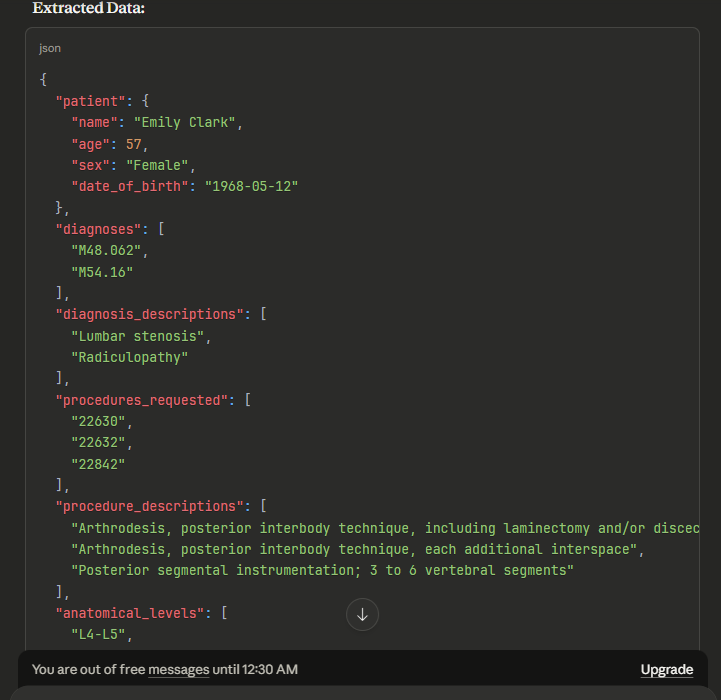 Extracted Data:
json
{
"patient": {
"name": "Emily Clark",
"age": 57,
"sex": "Female",
"date_of_birth": "1968-05-12"
},
"diagnoses": [
"M48.062",
"M54.16"
],
"diagnosis_descriptions": [
"Lumbar stenosis",
"Radiculopathy"
],
"procedures_requested": [
"22630",
"22632",
"22842"
],
"procedure_descriptions": [
"Arthrodesis, posterior interbody technique, including laminectomy and/or discec
"Arthrodesis, posterior interbody technique, each additional interspace",
"Posterior segmental instrumentation; 3 to 6 vertebral segments"
],
"anatomical_levels": [
"L4-L5",
You are out of free messages until 12:30 AM
Upgrade